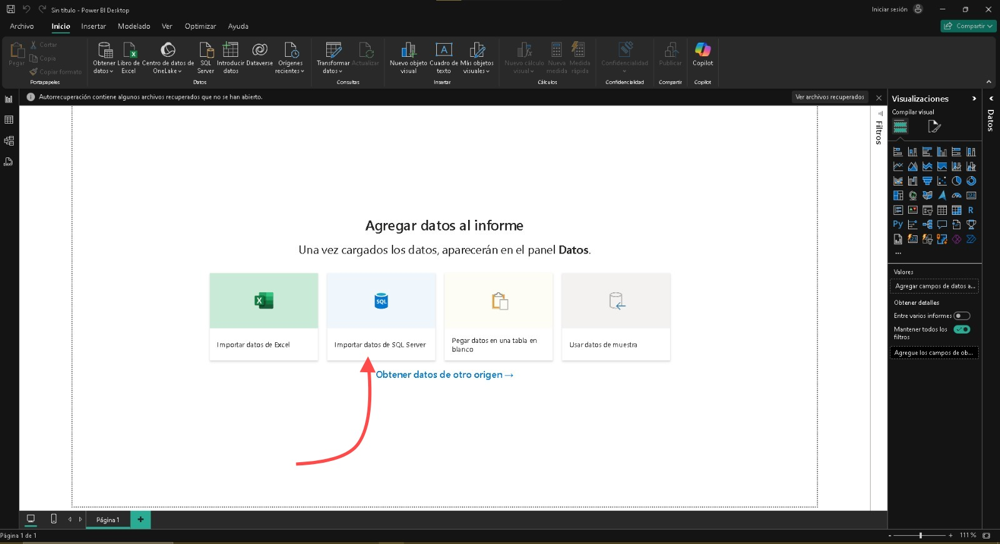 Sin título - Power BI Desktop
Iniciar sesión
Archivo
Inicio
Insertar
Modelado
Ver
Optimizar
Ayuda
Compartir
Pegar
Cortar
Copia
Copiar formato
Portapapeles
Obtener datos
Libro de Excel
Centro de datos de OneLake
SQL Server
Introducir datos
Dataverse
Orígenes recientes
Datos
Transformar datos
Actualizar
Consultas
Nuevo objeto visual
Cuadro de texto
Más objetos visuales
Insertar
Nuevo cálculo visual
Nueva medida
Medida rápida
Cálculos
Confidencialidad
Confidencialidad
Publicar
Compartir
Copilot
Copilot
Autorrecuperación contiene algunos archivos recuperados que no se han abierto.
Ver archivos recuperados
Agregar datos al informe
Una vez cargados los datos, aparecerán en el panel Datos.
X
SQL
Importar datos de Excel
Importar datos de SQL Server
Pegar datos en una tabla en
blanco
Usar datos de muestra
Obtener datos de otro origen →
Filtros
Visualizaciones
Compilar visual
123
R
Py
123
...
Valores
Agregar campos de datos a...
Obtener detalles
Entre varios informes
Mantener todos los
filtros
Agregue los campos de ob...
Datos
Página 1
+
Página 1 de 1
- + 111 %